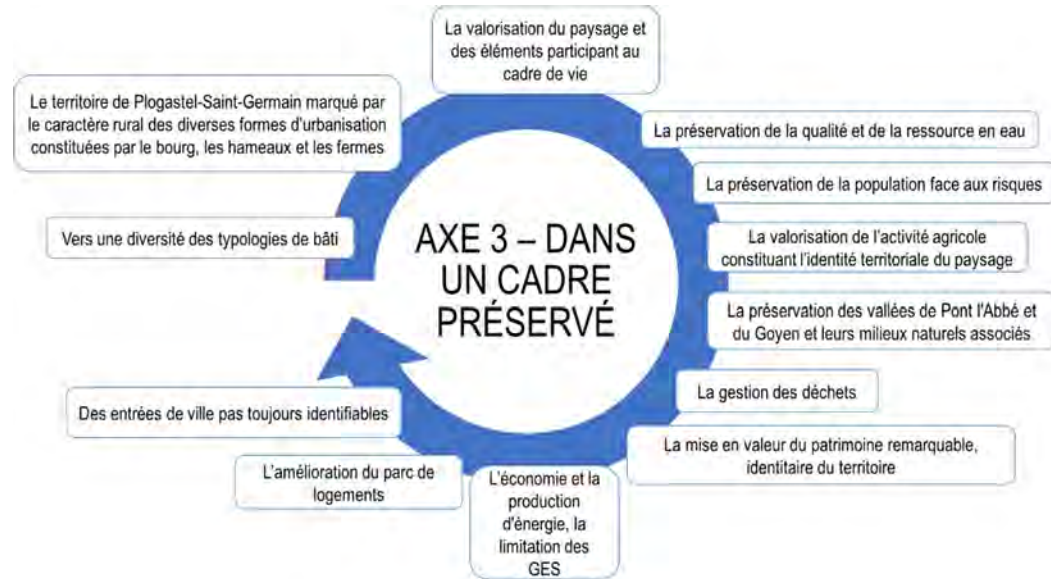 La valorisation du paysage et
des éléments participant au
cadre de vie
Le territoire de Plogastel-Saint-Germain marqué par
le caractère rural des diverses formes d'urbanisation
constituées par le bourg, les hameaux et les fermes
La préservation de la qualité et de la ressource en eau
La préservation de la population face aux risques
Vers une diversité des typologies de bâti
AXE 3 – DANS
UN CADRE
PRÉSERVÉ
La valorisation de l'activité agricole
constituant l'identité territoriale du paysage
La préservation des vallées de Pont l'Abbé et
du Goyen et leurs milieux naturels associés
La gestion des déchets
Des entrées de ville pas toujours identifiables
La mise en valeur du patrimoine remarquable,
identitaire du territoire
L'amélioration du parc de
logements
L'économie et la
production
d'énergie, la
limitation des
GES